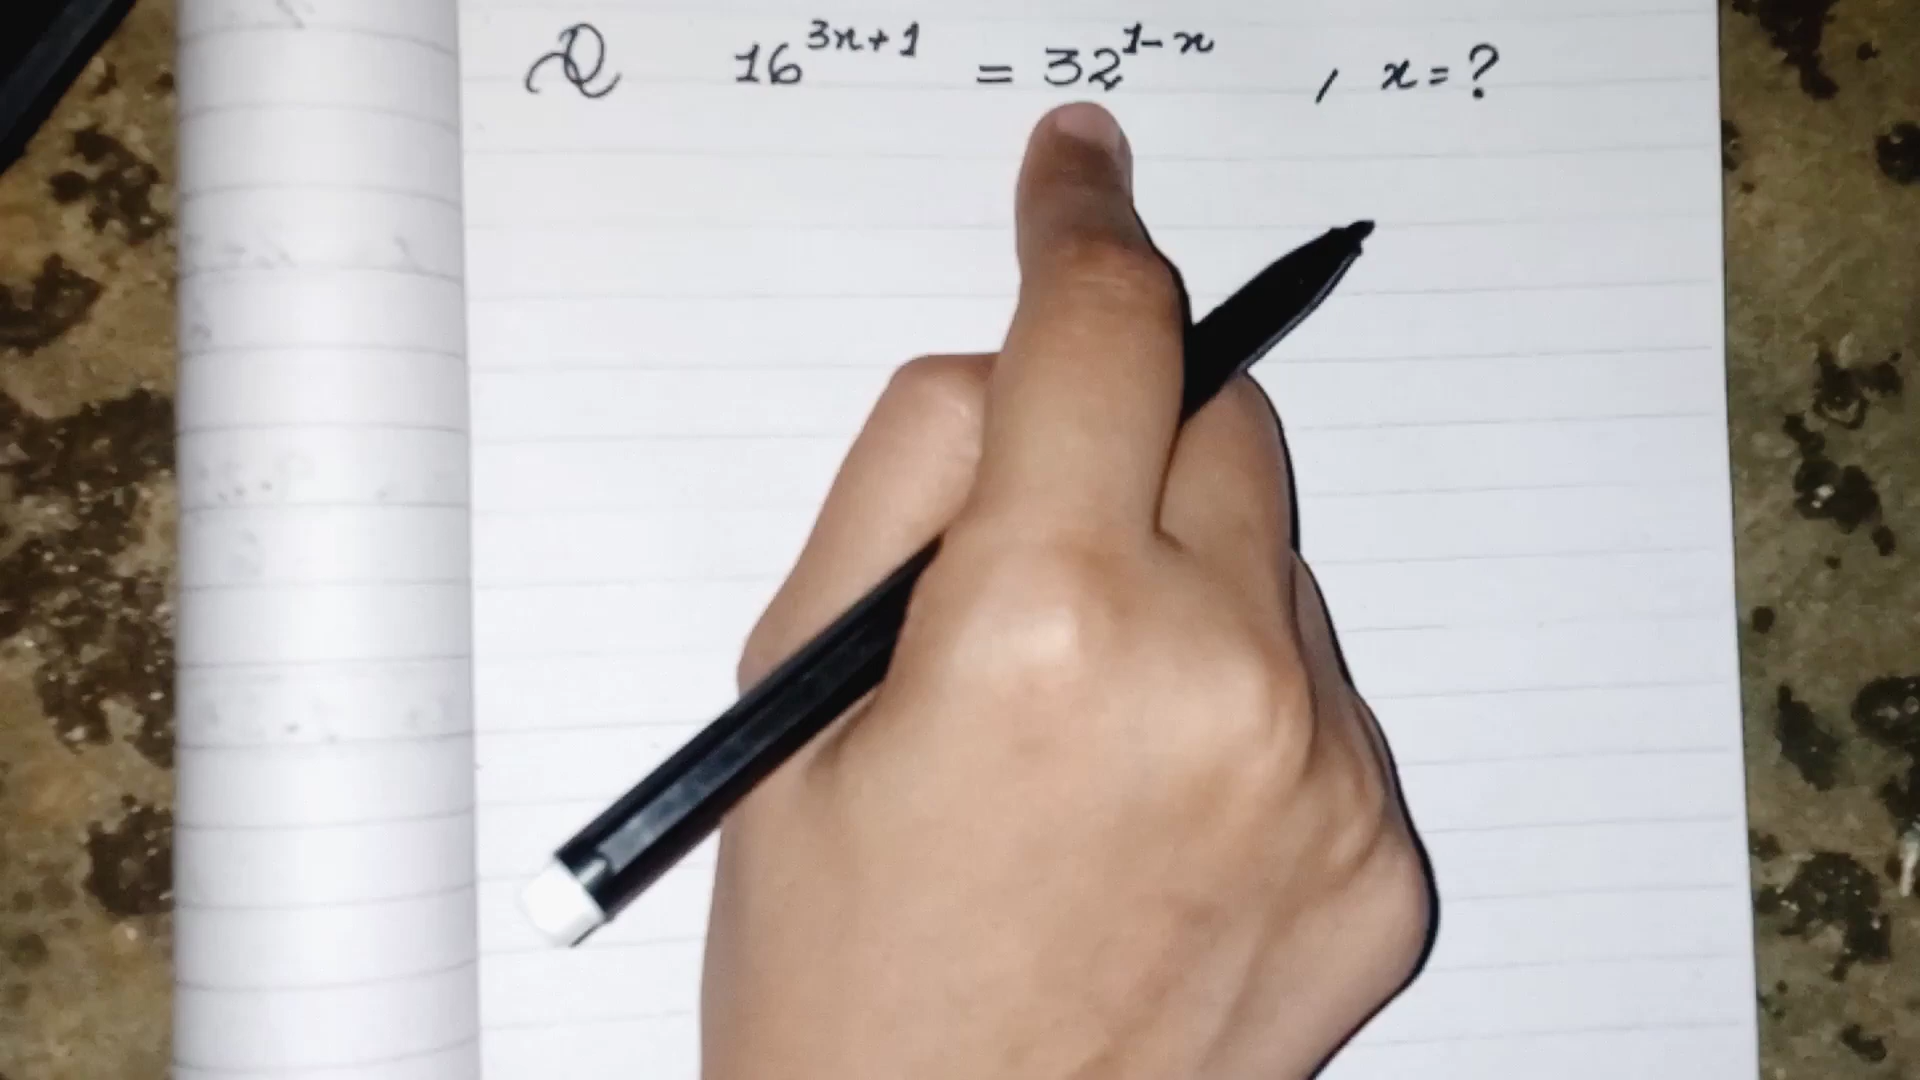 Q 16^{3x+1} = 32^{1-x} , x = ?